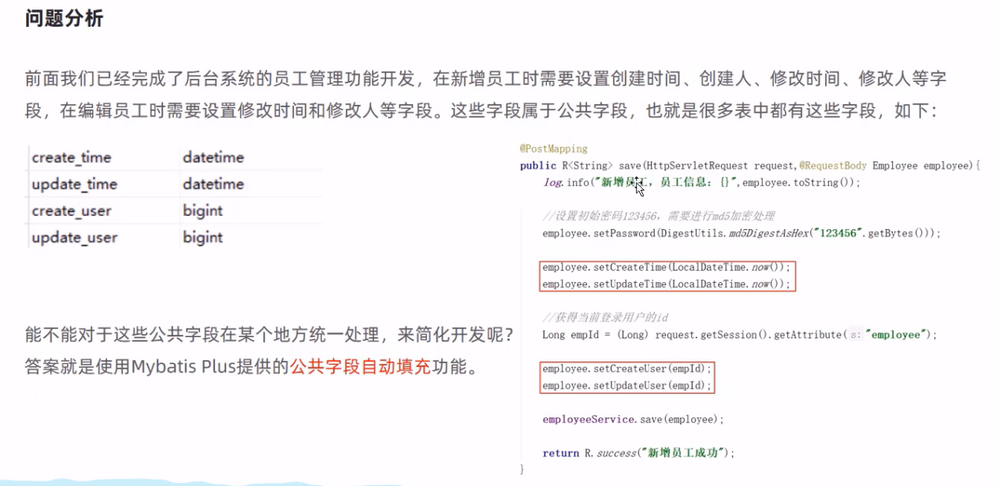 问题分析
前面我们已经完成了后台系统的员工管理功能开发，在新增员工时需要设置创建时间、创建人、修改时间、修改人等字
段，在编辑员工时需要设置修改时间和修改人等字段。这些字段属于公共字段，也就是很多表中都有这些字段，如下：
create_time datetime
update_time datetime
create_user bigint
update_user bigint
能不能对于这些公共字段在某个地方统一处理，来简化开发呢？
答案就是使用Mybatis Plus提供的公共字段自动填充功能。
@PostMapping
public R<String> save(HttpServletRequest request,@RequestBody Employee employee){
log.info("新增员工，员工信息：{}",employee.toString());
//设置初始密码123456，需要进行md5加密处理
employee.setPassword(DigestUtils.md5DigestAsHex("123456".getBytes()));
employee.setCreateTime(LocalDateTime.now());
employee.setUpdateTime(LocalDateTime.now());
//获得当前登录用户的id
Long empId = (Long) request.getSession().getAttribute( s: "employee");
employee.setCreateUser(empId);
employee.setUpdateUser(empId);
employeeService.save(employee);
return R.success("新增员工成功");
}